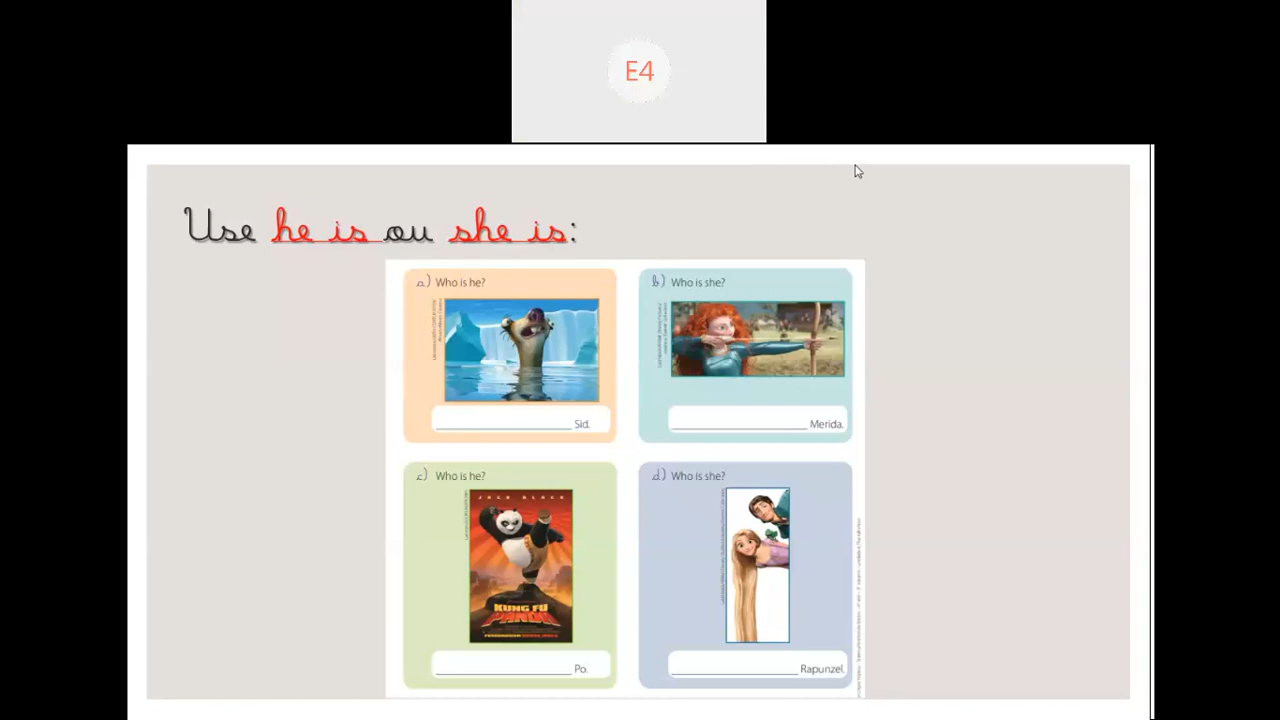 E4
Use he is ou she is:
a) Who is he?
Sid.
b) Who is she?
Merida.
c) Who is he?
JACK BLACK
KUNG FU
PANDA
Po.
d) Who is she?
Rapunzel.